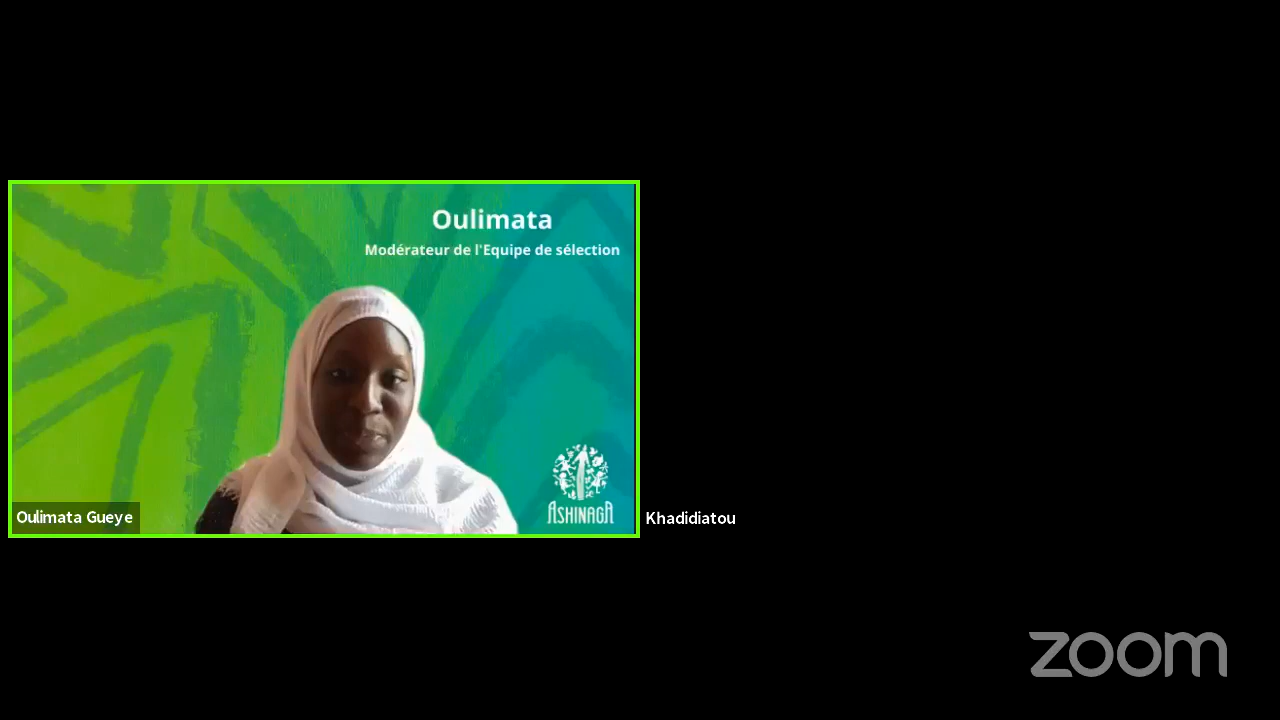 Oulimata
Modérateur de l'Equipe de sélection
ASHINAGA
Oulimata Gueye
Khadidiatou
zoom